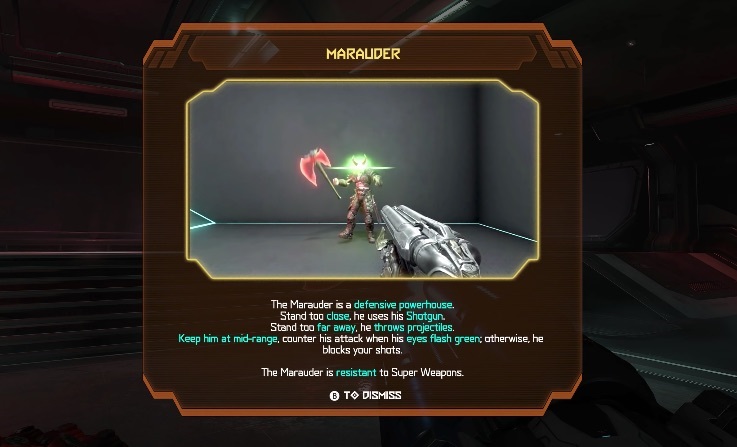 MARAUDER
The Marauder is a defensive powerhouse.
Stand too close, he uses his Shotgun.
Stand too far away, he throws projectiles.
Keep him at mid-range, counter his attack when his eyes flash green; otherwise, he
blocks your shots.
The Marauder is resistant to Super Weapons.
B TO DISMISS